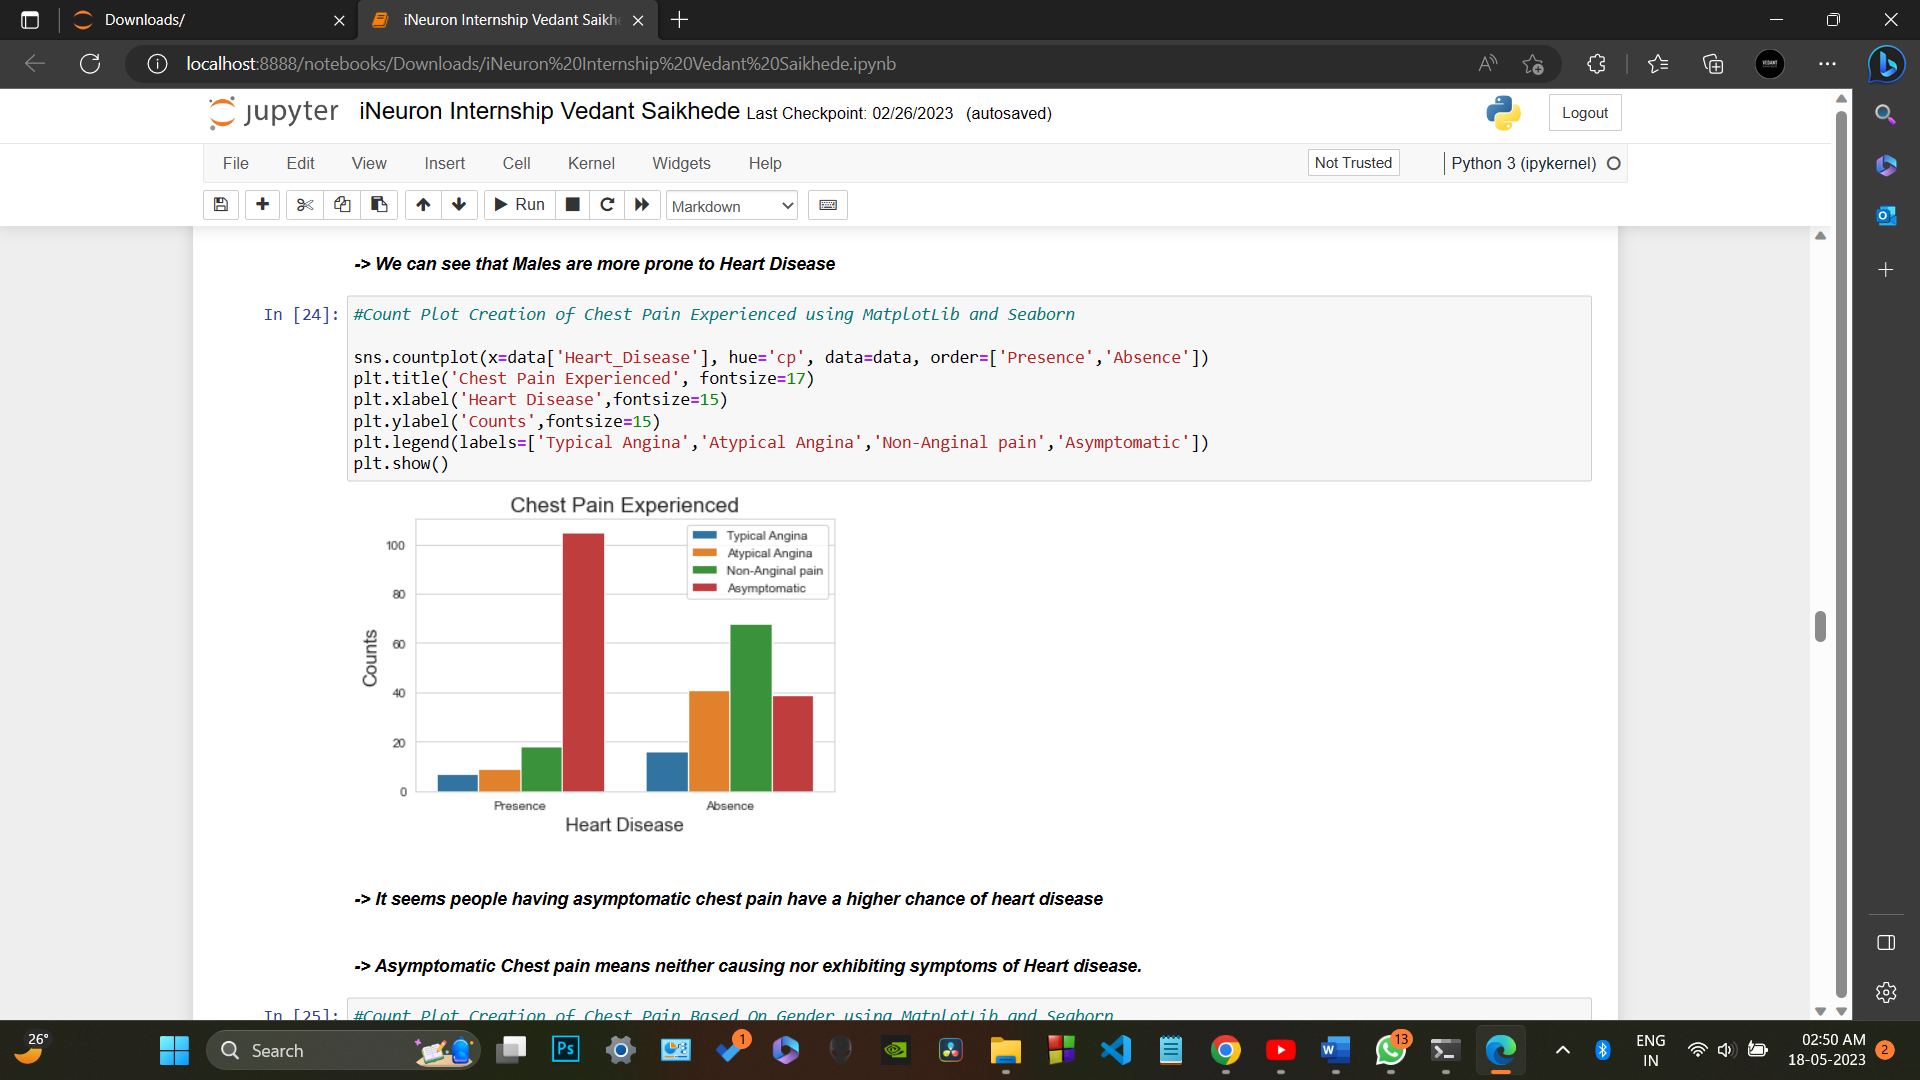 Downloads/
iNeuron Internship Vedant Saikh
localhost:8888/notebooks/Downloads/iNeuron%20Internship%20Vedant%20Saikhede.ipynb
jupyter iNeuron Internship Vedant Saikhede Last Checkpoint: 02/26/2023 (autosaved)
Logout
File Edit View Insert Cell Kernel Widgets Help
Not Trusted
Python 3 (ipykernel)
Run
Markdown
-> We can see that Males are more prone to Heart Disease
In [24]:
#Count Plot Creation of Chest Pain Experienced using MatplotLib and Seaborn
sns.countplot(x=data['Heart_Disease'], hue='cp', data=data, order=['Presence','Absence'])
plt.title('Chest Pain Experienced', fontsize=17)
plt.xlabel('Heart Disease',fontsize=15)
plt.ylabel('Counts',fontsize=15)
plt.legend(labels=['Typical Angina','Atypical Angina','Non-Anginal pain','Asymptomatic'])
plt.show()
Chest Pain Experienced
Typical Angina
Atypical Angina
Non-Anginal pain
Asymptomatic
100
80
60
40
20
0
Counts
Presence
Absence
Heart Disease
-> It seems people having asymptomatic chest pain have a higher chance of heart disease
-> Asymptomatic Chest pain means neither causing nor exhibiting symptoms of Heart disease.
In [25]:
#Count Plot Creation of Chest Pain Based On Gender using MatplotLib and Seaborn
26°
Search
Ps
1
13
ENG
IN
02:50 AM
18-05-2023
2